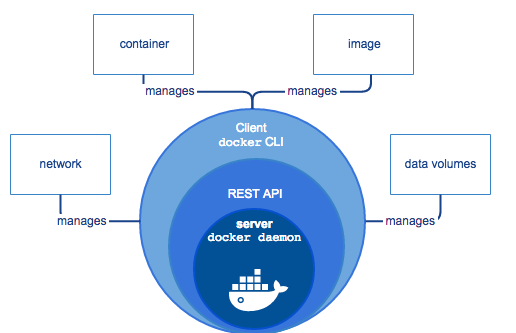 container
image
manages
manages
Client
docker CLI
network
data volumes
REST API
manages
manages
server
docker daemon